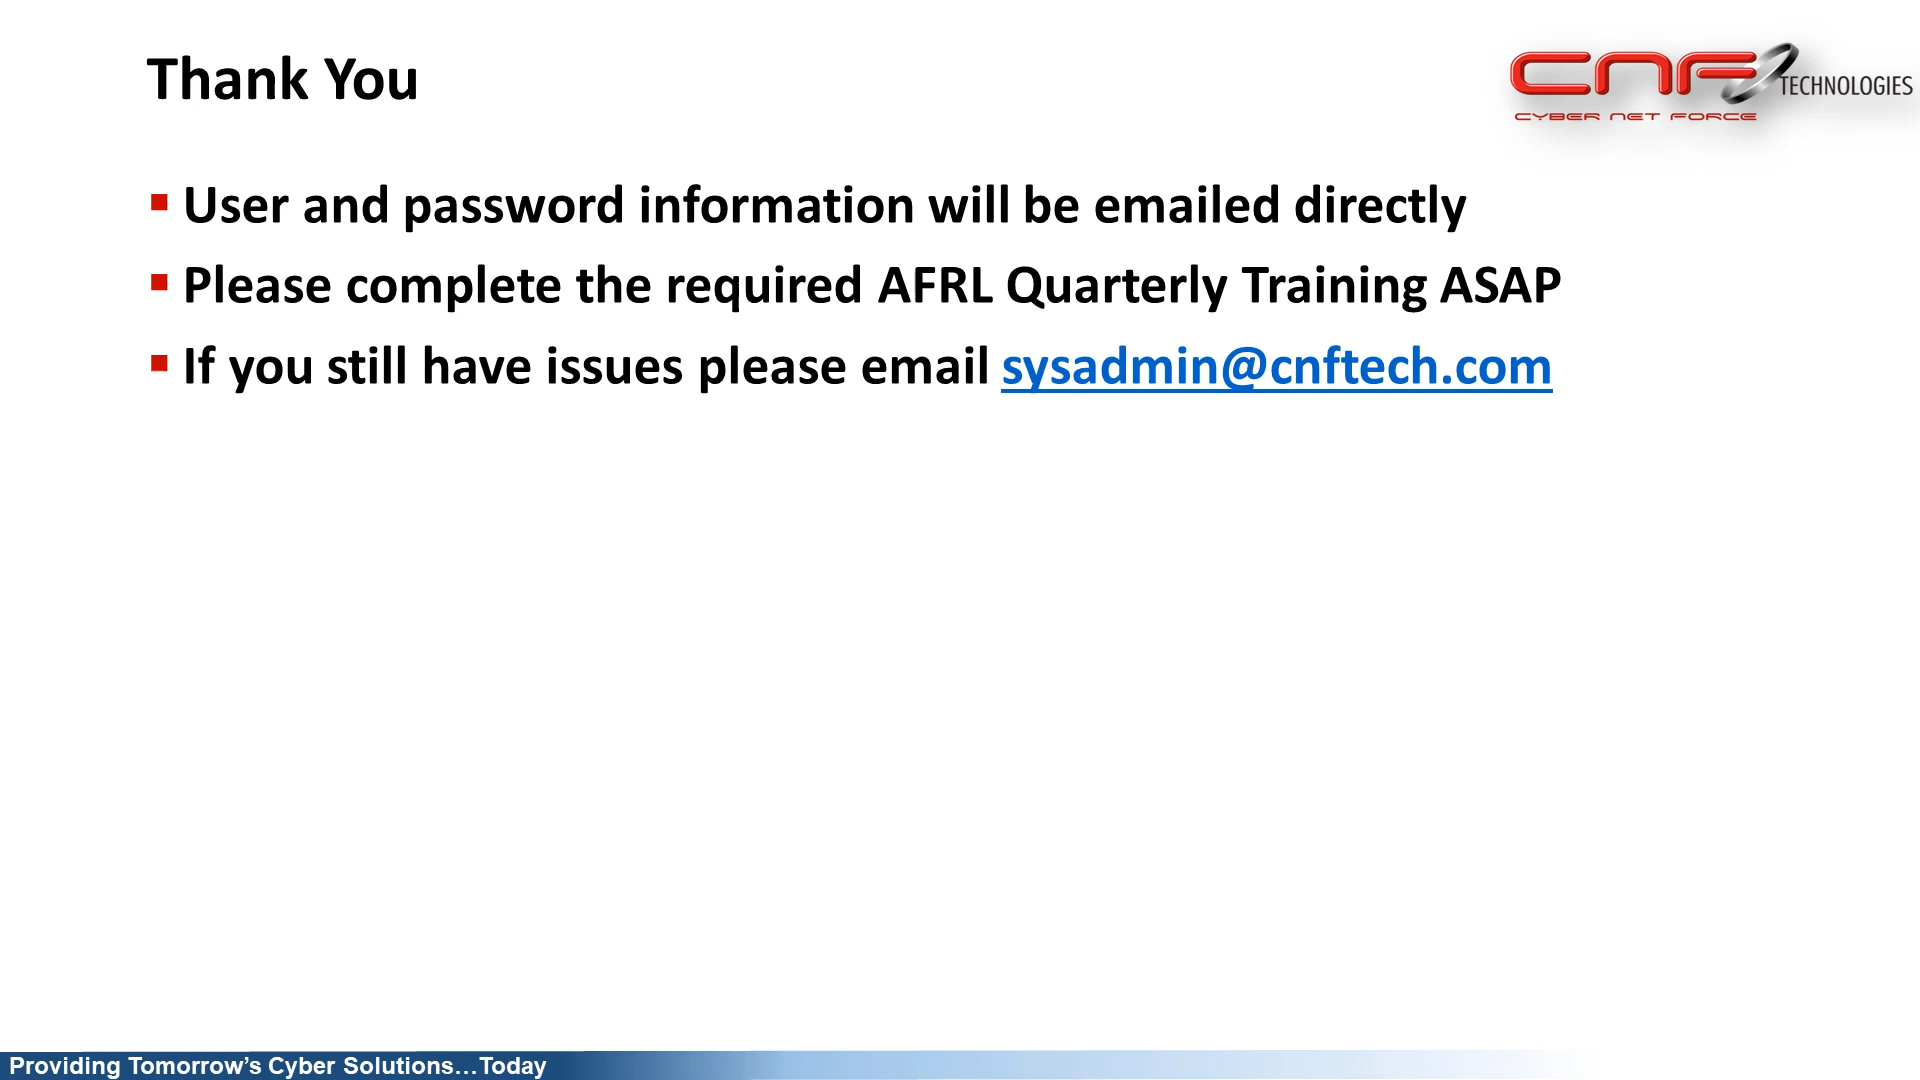 Thank You
CNF TECHNOLOGIES
CYBER NET FORCE
User and password information will be emailed directly
Please complete the required AFRL Quarterly Training ASAP
If you still have issues please email sysadmin@cnftech.com
Providing Tomorrow’s Cyber Solutions…Today